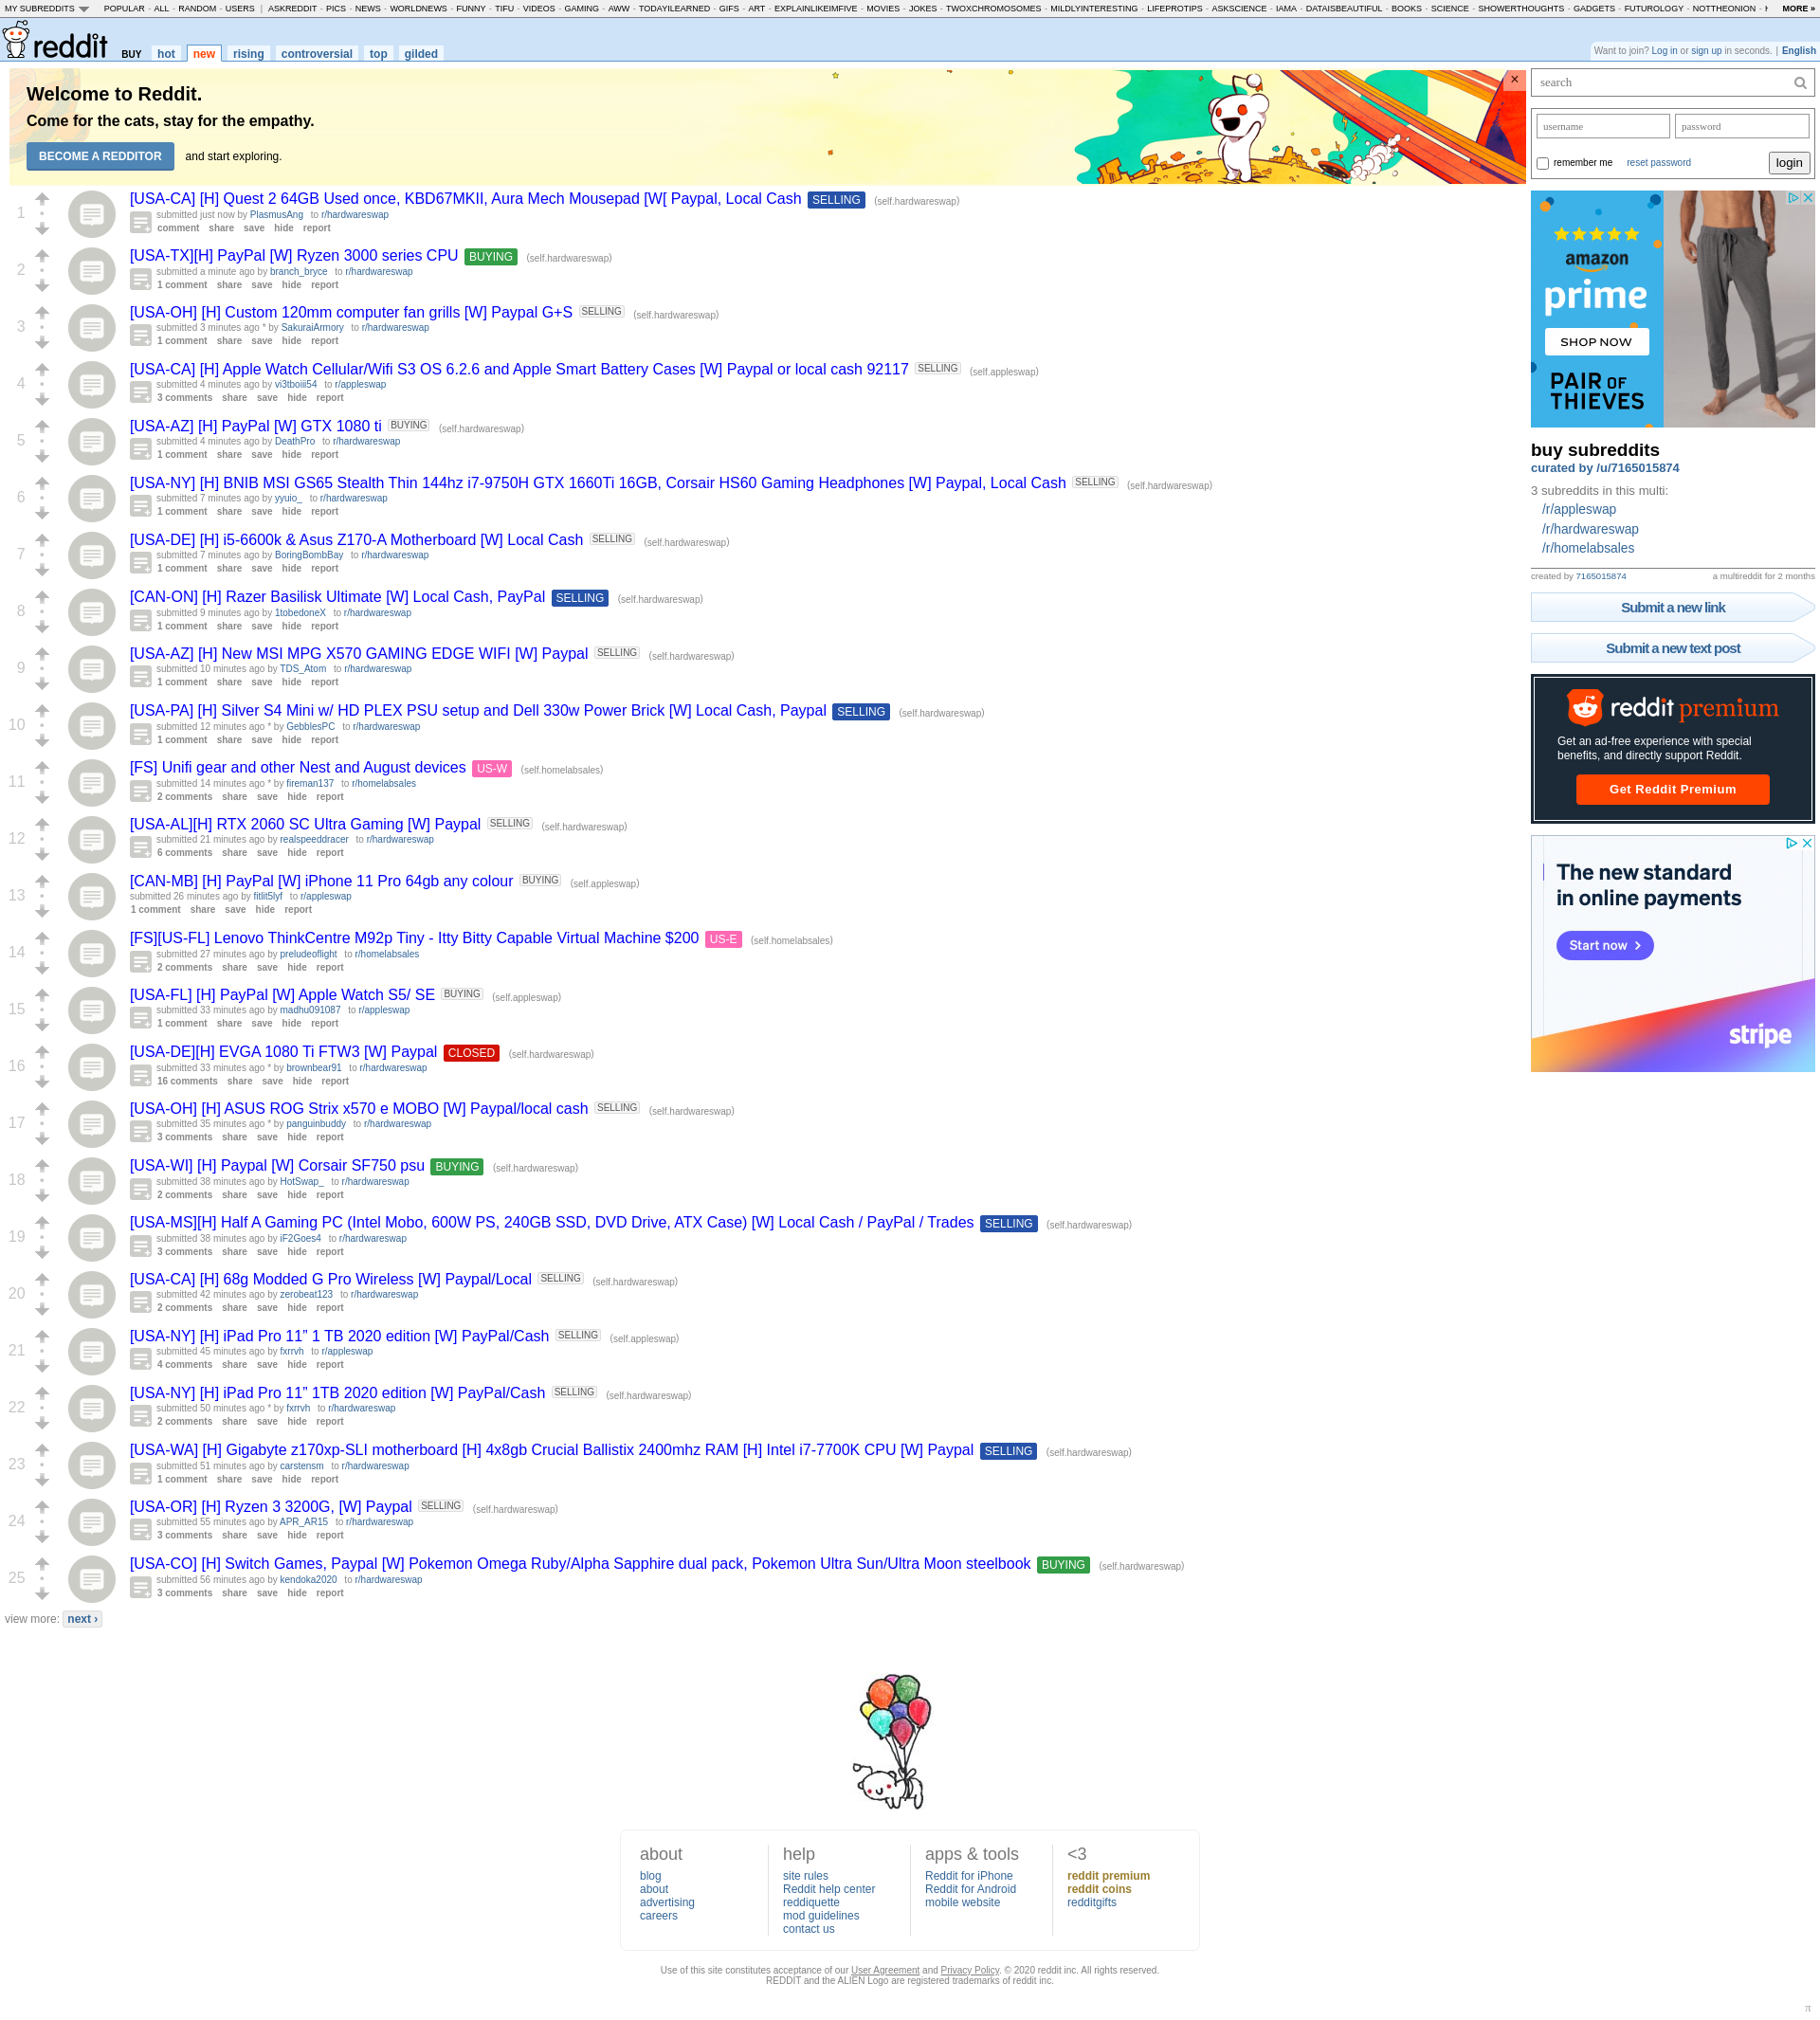 MY SUBREDDITS POPULAR - ALL - RANDOM - USERS | ASKREDDIT - PICS - NEWS - WORLDNEWS - FUNNY - TIFU - VIDEOS - GAMING - AWW - TODAYILEARNED - GIFS - ART - EXPLAINLIKEIMFIVE - MOVIES - JOKES - TWOXCHROMOSOMES - MILDLYINTERESTING - LIFEPROTIPS - ASKSCIENCE - IAMA - DATAISBEAUTIFUL - BOOKS - SCIENCE - SHOWERTHOUGHTS - GADGETS - FUTUROLOGY - NOTTHEONION - MORE »
reddit BUY hot new rising controversial top gilded
Want to join? Log in or sign up in seconds. | English
Welcome to Reddit.
Come for the cats, stay for the empathy.
BECOME A REDDITOR and start exploring.
×
1
[USA-CA] [H] Quest 2 64GB Used once, KBD67MKII, Aura Mech Mousepad [W[ Paypal, Local Cash SELLING (self.hardwareswap)
submitted just now by PlasmusAng to r/hardwareswap
comment share save hide report
2
[USA-TX][H] PayPal [W] Ryzen 3000 series CPU BUYING (self.hardwareswap)
submitted a minute ago by branch_bryce to r/hardwareswap
1 comment share save hide report
3
[USA-OH] [H] Custom 120mm computer fan grills [W] Paypal G+S SELLING (self.hardwareswap)
submitted 3 minutes ago * by SakuraiArmory to r/hardwareswap
1 comment share save hide report
4
[USA-CA] [H] Apple Watch Cellular/Wifi S3 OS 6.2.6 and Apple Smart Battery Cases [W] Paypal or local cash 92117 SELLING (self.appleswap)
submitted 4 minutes ago by vi3tboiii54 to r/appleswap
3 comments share save hide report
5
[USA-AZ] [H] PayPal [W] GTX 1080 ti BUYING (self.hardwareswap)
submitted 4 minutes ago by DeathPro to r/hardwareswap
1 comment share save hide report
6
[USA-NY] [H] BNIB MSI GS65 Stealth Thin 144hz i7-9750H GTX 1660Ti 16GB, Corsair HS60 Gaming Headphones [W] Paypal, Local Cash SELLING (self.hardwareswap)
submitted 7 minutes ago by yyuio_ to r/hardwareswap
1 comment share save hide report
7
[USA-DE] [H] i5-6600k & Asus Z170-A Motherboard [W] Local Cash SELLING (self.hardwareswap)
submitted 7 minutes ago by BoringBombBay to r/hardwareswap
1 comment share save hide report
8
[CAN-ON] [H] Razer Basilisk Ultimate [W] Local Cash, PayPal SELLING (self.hardwareswap)
submitted 9 minutes ago by 1tobedoneX to r/hardwareswap
1 comment share save hide report
9
[USA-AZ] [H] New MSI MPG X570 GAMING EDGE WIFI [W] Paypal SELLING (self.hardwareswap)
submitted 10 minutes ago by TDS_Atom to r/hardwareswap
1 comment share save hide report
10
[USA-PA] [H] Silver S4 Mini w/ HD PLEX PSU setup and Dell 330w Power Brick [W] Local Cash, Paypal SELLING (self.hardwareswap)
submitted 12 minutes ago * by GebblesPC to r/hardwareswap
1 comment share save hide report
11
[FS] Unifi gear and other Nest and August devices US-W (self.homelabsales)
submitted 14 minutes ago * by fireman137 to r/homelabsales
2 comments share save hide report
12
[USA-AL][H] RTX 2060 SC Ultra Gaming [W] Paypal SELLING (self.hardwareswap)
submitted 21 minutes ago by realspeeddracer to r/hardwareswap
6 comments share save hide report
13
[CAN-MB] [H] PayPal [W] iPhone 11 Pro 64gb any colour BUYING (self.appleswap)
submitted 26 minutes ago by fitlit5lyf to r/appleswap
1 comment share save hide report
14
[FS][US-FL] Lenovo ThinkCentre M92p Tiny - Itty Bitty Capable Virtual Machine $200 US-E (self.homelabsales)
submitted 27 minutes ago by preludeoflight to r/homelabsales
2 comments share save hide report
15
[USA-FL] [H] PayPal [W] Apple Watch S5/ SE BUYING (self.appleswap)
submitted 33 minutes ago by madhu091087 to r/appleswap
1 comment share save hide report
16
[USA-DE][H] EVGA 1080 Ti FTW3 [W] Paypal CLOSED (self.hardwareswap)
submitted 33 minutes ago * by brownbear91 to r/hardwareswap
16 comments share save hide report
17
[USA-OH] [H] ASUS ROG Strix x570 e MOBO [W] Paypal/local cash SELLING (self.hardwareswap)
submitted 35 minutes ago * by panguinbuddy to r/hardwareswap
3 comments share save hide report
18
[USA-WI] [H] Paypal [W] Corsair SF750 psu BUYING (self.hardwareswap)
submitted 38 minutes ago by HotSwap_ to r/hardwareswap
2 comments share save hide report
19
[USA-MS][H] Half A Gaming PC (Intel Mobo, 600W PS, 240GB SSD, DVD Drive, ATX Case) [W] Local Cash / PayPal / Trades SELLING (self.hardwareswap)
submitted 38 minutes ago by iF2Goes4 to r/hardwareswap
3 comments share save hide report
20
[USA-CA] [H] 68g Modded G Pro Wireless [W] Paypal/Local SELLING (self.hardwareswap)
submitted 42 minutes ago by zerobeat123 to r/hardwareswap
2 comments share save hide report
21
[USA-NY] [H] iPad Pro 11” 1 TB 2020 edition [W] PayPal/Cash SELLING (self.appleswap)
submitted 45 minutes ago by fxrrvh to r/appleswap
4 comments share save hide report
22
[USA-NY] [H] iPad Pro 11” 1TB 2020 edition [W] PayPal/Cash SELLING (self.hardwareswap)
submitted 50 minutes ago * by fxrrvh to r/hardwareswap
2 comments share save hide report
23
[USA-WA] [H] Gigabyte z170xp-SLI motherboard [H] 4x8gb Crucial Ballistix 2400mhz RAM [H] Intel i7-7700K CPU [W] Paypal SELLING (self.hardwareswap)
submitted 51 minutes ago by carstensm to r/hardwareswap
1 comment share save hide report
24
[USA-OR] [H] Ryzen 3 3200G, [W] Paypal SELLING (self.hardwareswap)
submitted 55 minutes ago by APR_AR15 to r/hardwareswap
3 comments share save hide report
25
[USA-CO] [H] Switch Games, Paypal [W] Pokemon Omega Ruby/Alpha Sapphire dual pack, Pokemon Ultra Sun/Ultra Moon steelbook BUYING (self.hardwareswap)
submitted 56 minutes ago by kendoka2020 to r/hardwareswap
3 comments share save hide report
view more: next ›
search
username password
remember me reset password login
amazon
prime
SHOP NOW
PAIR OF
THIEVES
buy subreddits
curated by /u/7165015874
3 subreddits in this multi:
/r/appleswap
/r/hardwareswap
/r/homelabsales
created by 7165015874 a multireddit for 2 months
Submit a new link
Submit a new text post
reddit premium
Get an ad-free experience with special
benefits, and directly support Reddit.
Get Reddit Premium
The new standard
in online payments
Start now
stripe
about
blog
about
advertising
careers
help
site rules
Reddit help center
reddiquette
mod guidelines
contact us
apps & tools
Reddit for iPhone
Reddit for Android
mobile website
<3
reddit premium
reddit coins
redditgifts
Use of this site constitutes acceptance of our User Agreement and Privacy Policy. © 2020 reddit inc. All rights reserved.
REDDIT and the ALIEN Logo are registered trademarks of reddit inc.
π